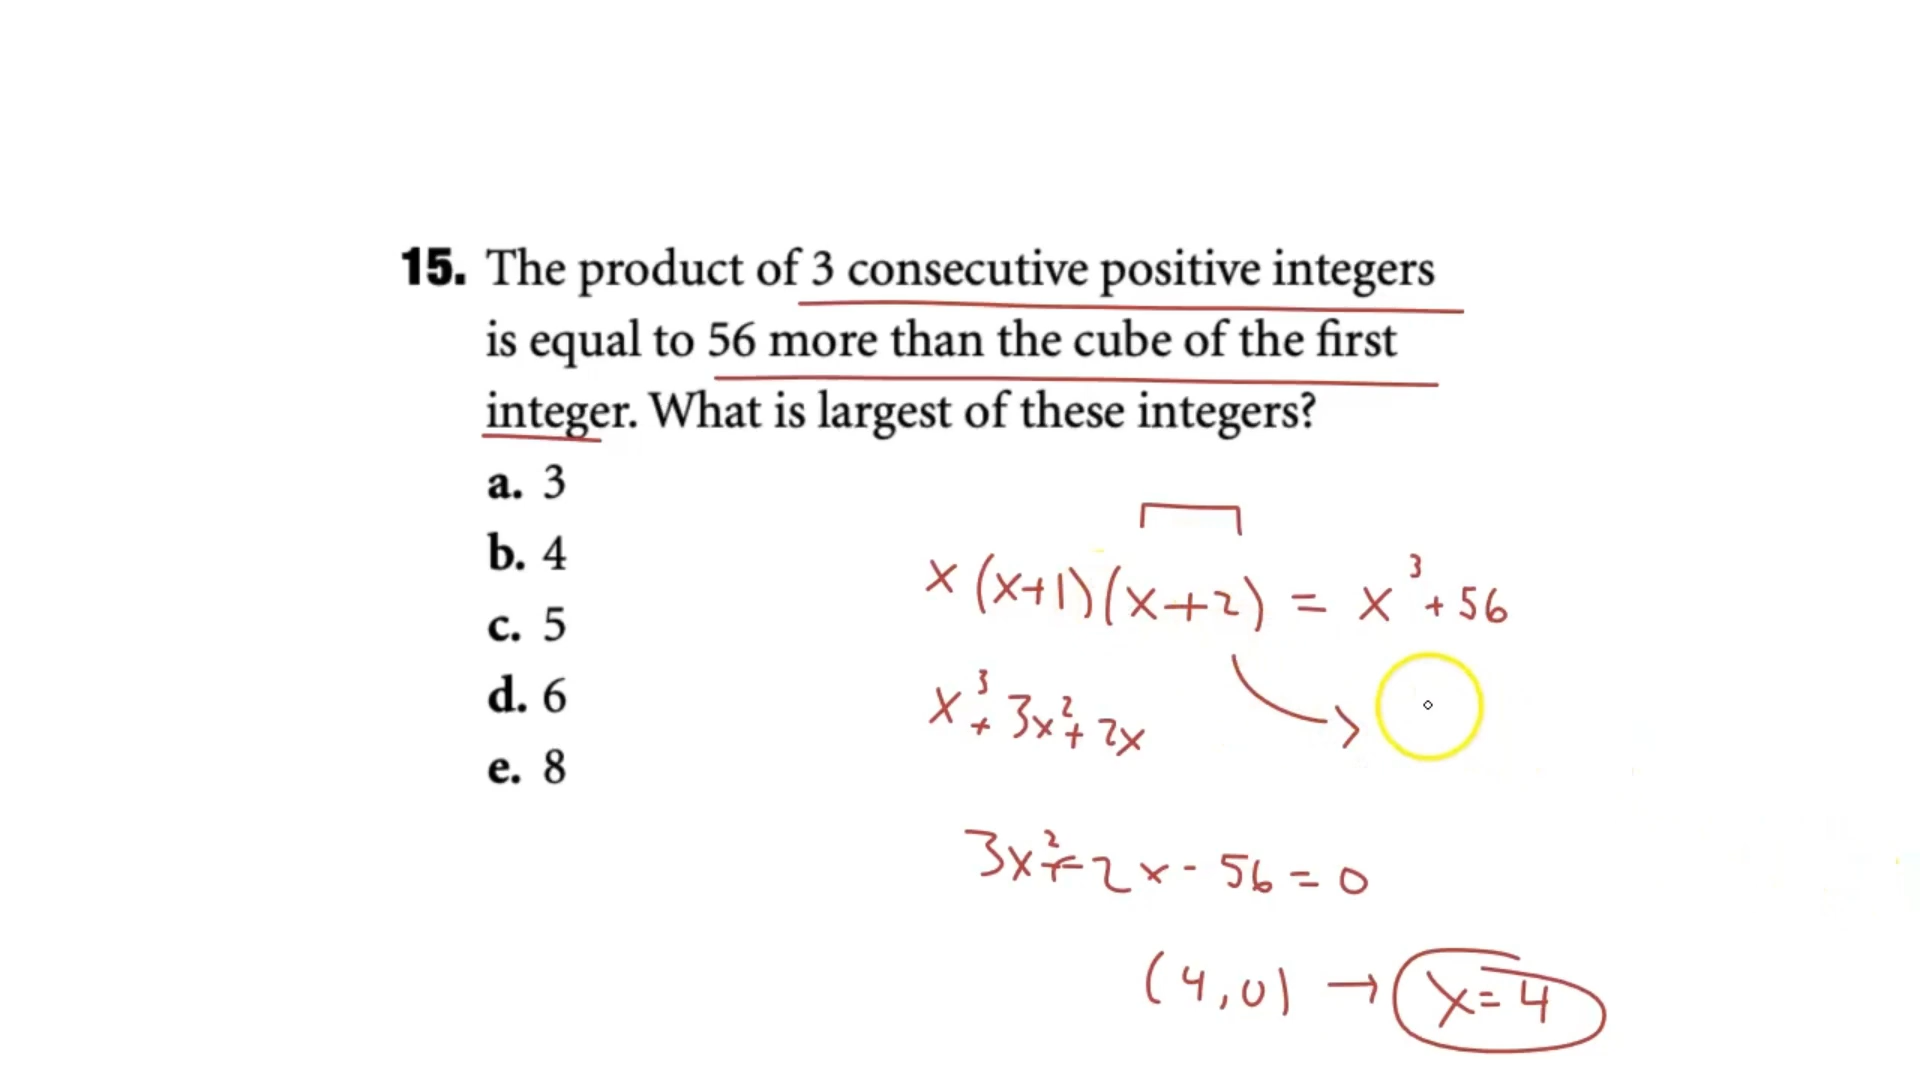 15. The product of 3 consecutive positive integers
is equal to 56 more than the cube of the first
integer. What is largest of these integers?
a. 3
b. 4
c. 5
d. 6
e. 8
x(x+1)(x+2) = x³+56
x³+3x²+2x
3x²+2x-56=0
(4,0) → x=4